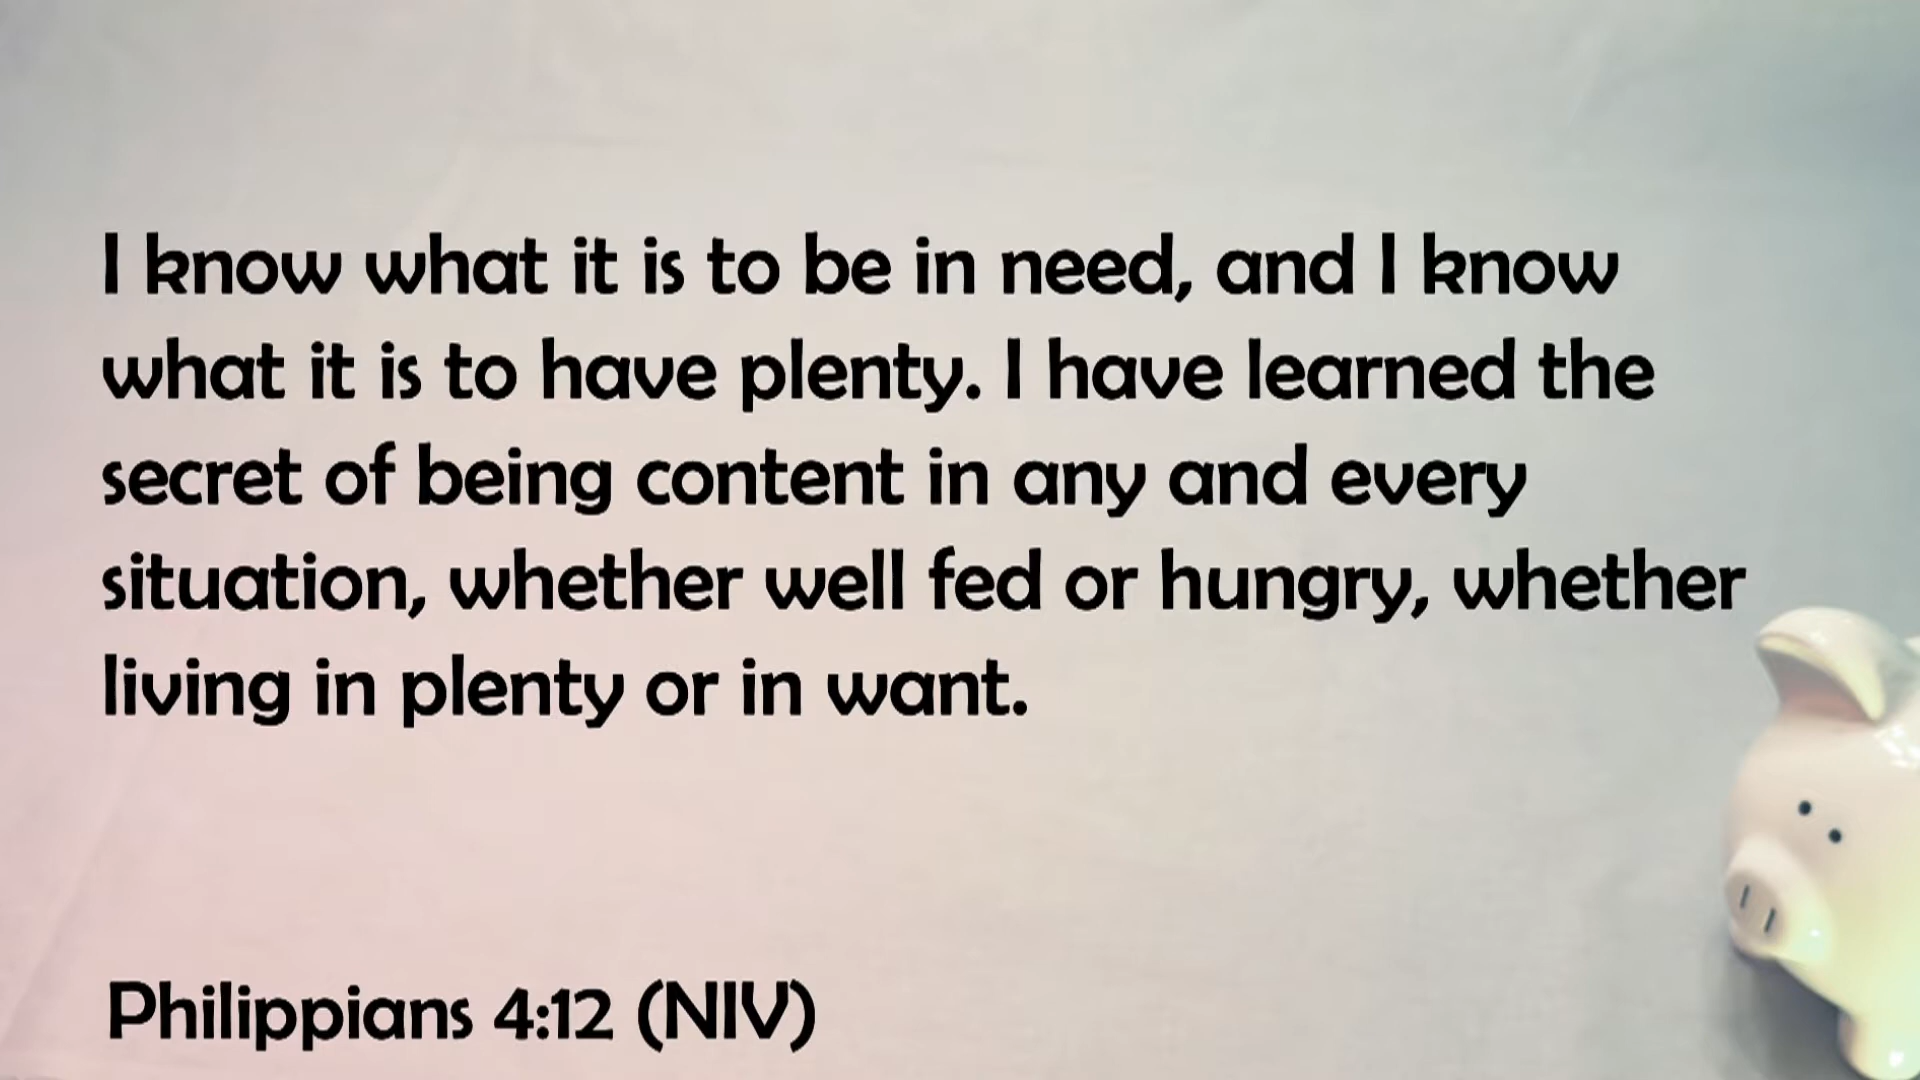 I know what it is to be in need, and I know
what it is to have plenty. I have learned the
secret of being content in any and every
situation, whether well fed or hungry, whether
living in plenty or in want.
Philippians 4:12 (NIV)